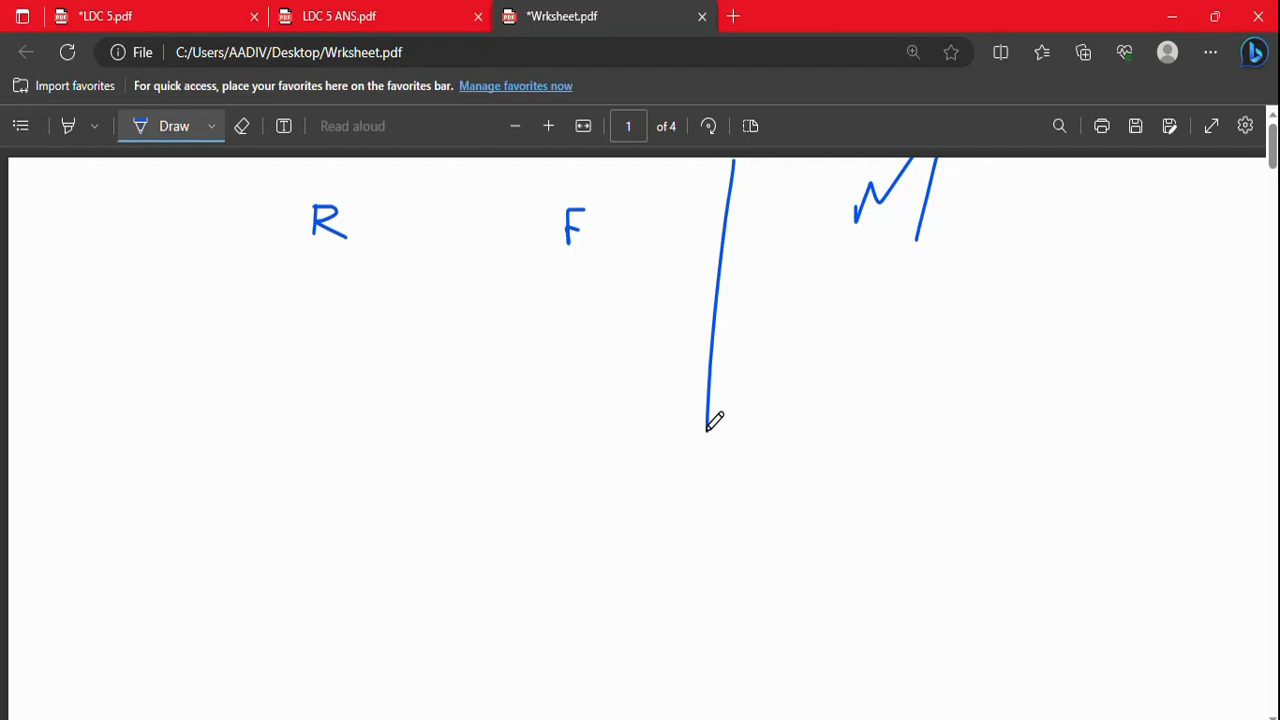 *LDC 5.pdf
LDC 5 ANS.pdf
*Wrksheet.pdf
File
C:/Users/AADIV/Desktop/Wrksheet.pdf
Import favorites
For quick access, place your favorites here on the favorites bar. Manage favorites now
Draw
Read aloud
1 of 4
R F